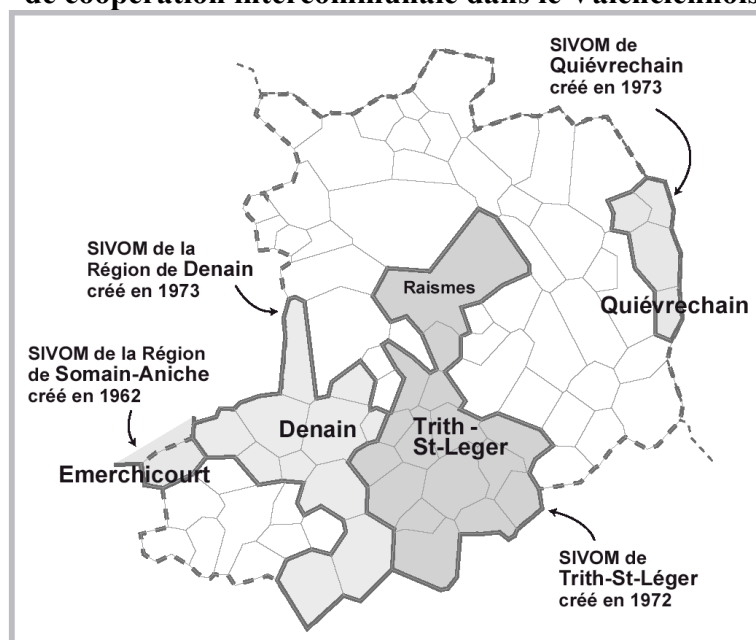 de coopération intercommunale dans le Valenciennois
SIVOM de
Quiévrechain
créé en 1973
SIVOM de la
Région de Denain
créé en 1973
Raismes
Quiévrechain
SIVOM de la Région
de Somain-Aniche
créé en 1962
Denain
Trith -
St-Leger
Emerchicourt
SIVOM de
Trith-St-Léger
créé en 1972